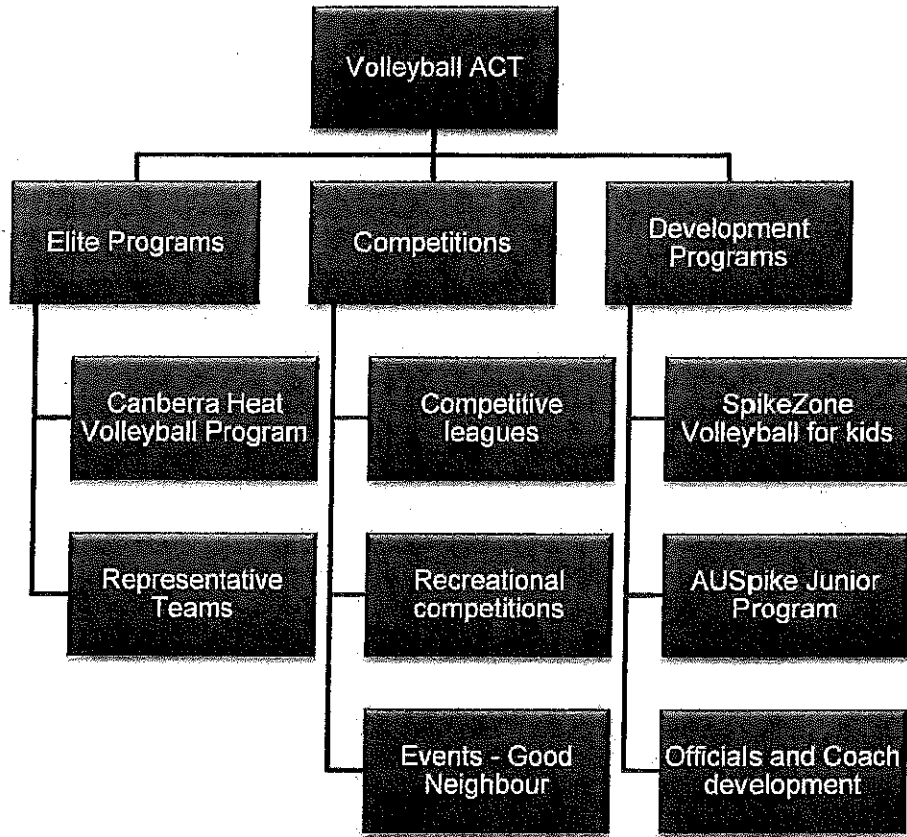 Volleyball ACT
Elite Programs
Competitions
Development
Programs
Canberra Heat
Volleyball Program
Competitive
leagues
SpikeZone
Volleyball for kids
Representative
Teams
Recreational
competitions
AUSpike Junior
Program
Events - Good
Neighbour
Officials and Coach
development